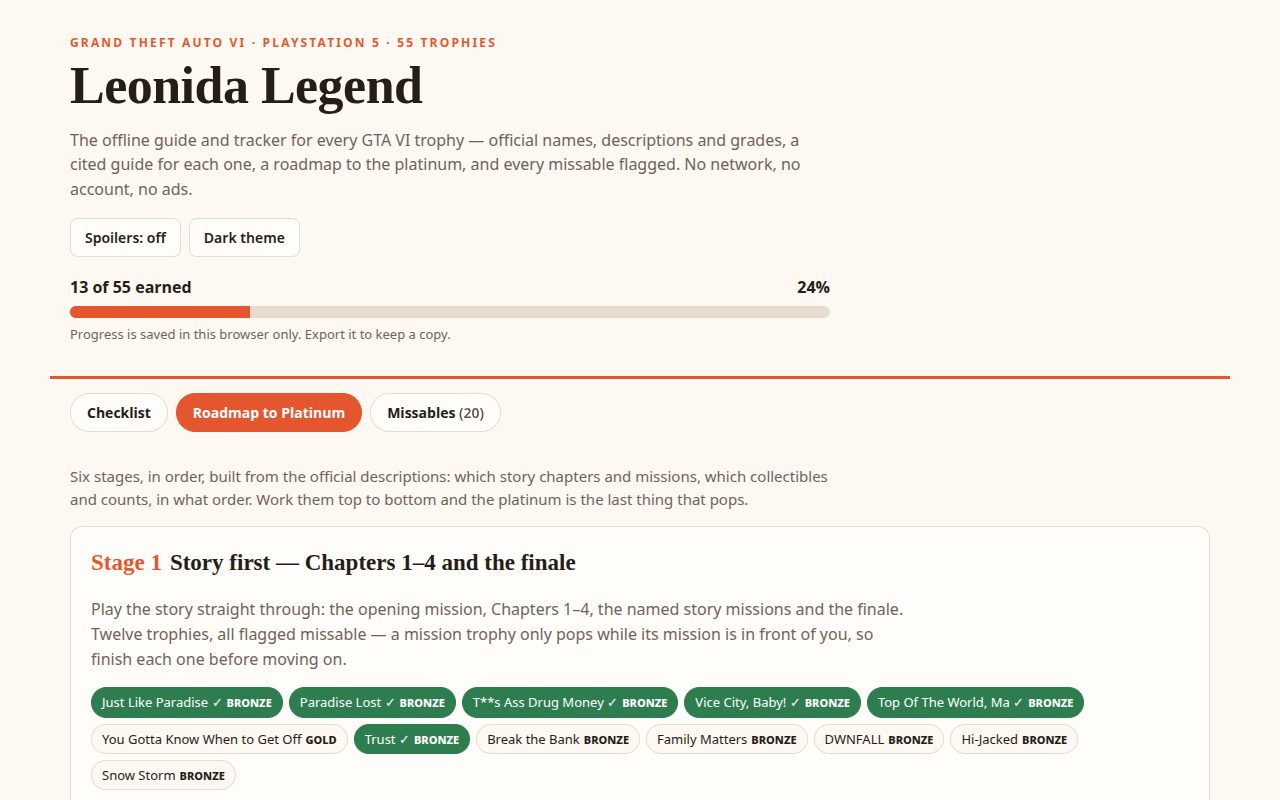 GRAND THEFT AUTO VI · PLAYSTATION 5 · 55 TROPHIES
Leonida Legend
The offline guide and tracker for every GTA VI trophy — official names, descriptions and grades, a
cited guide for each one, a roadmap to the platinum, and every missable flagged. No network, no
account, no ads.
Spoilers: off Dark theme
13 of 55 earned 24%
Progress is saved in this browser only. Export it to keep a copy.
Checklist Roadmap to Platinum Missables (20)
Six stages, in order, built from the official descriptions: which story chapters and missions, which collectibles
and counts, in what order. Work them top to bottom and the platinum is the last thing that pops.
Stage 1 Story first — Chapters 1–4 and the finale
Play the story straight through: the opening mission, Chapters 1–4, the named story missions and the finale.
Twelve trophies, all flagged missable — a mission trophy only pops while its mission is in front of you, so
finish each one before moving on.
Just Like Paradise ✓ BRONZE Paradise Lost ✓ BRONZE T**s Ass Drug Money ✓ BRONZE Vice City, Baby! ✓ BRONZE Top Of The World, Ma ✓ BRONZE
You Gotta Know When to Get Off GOLD Trust ✓ BRONZE Break the Bank BRONZE Family Matters BRONZE DWNFALL BRONZE Hi-Jacked BRONZE
Snow Storm BRONZE